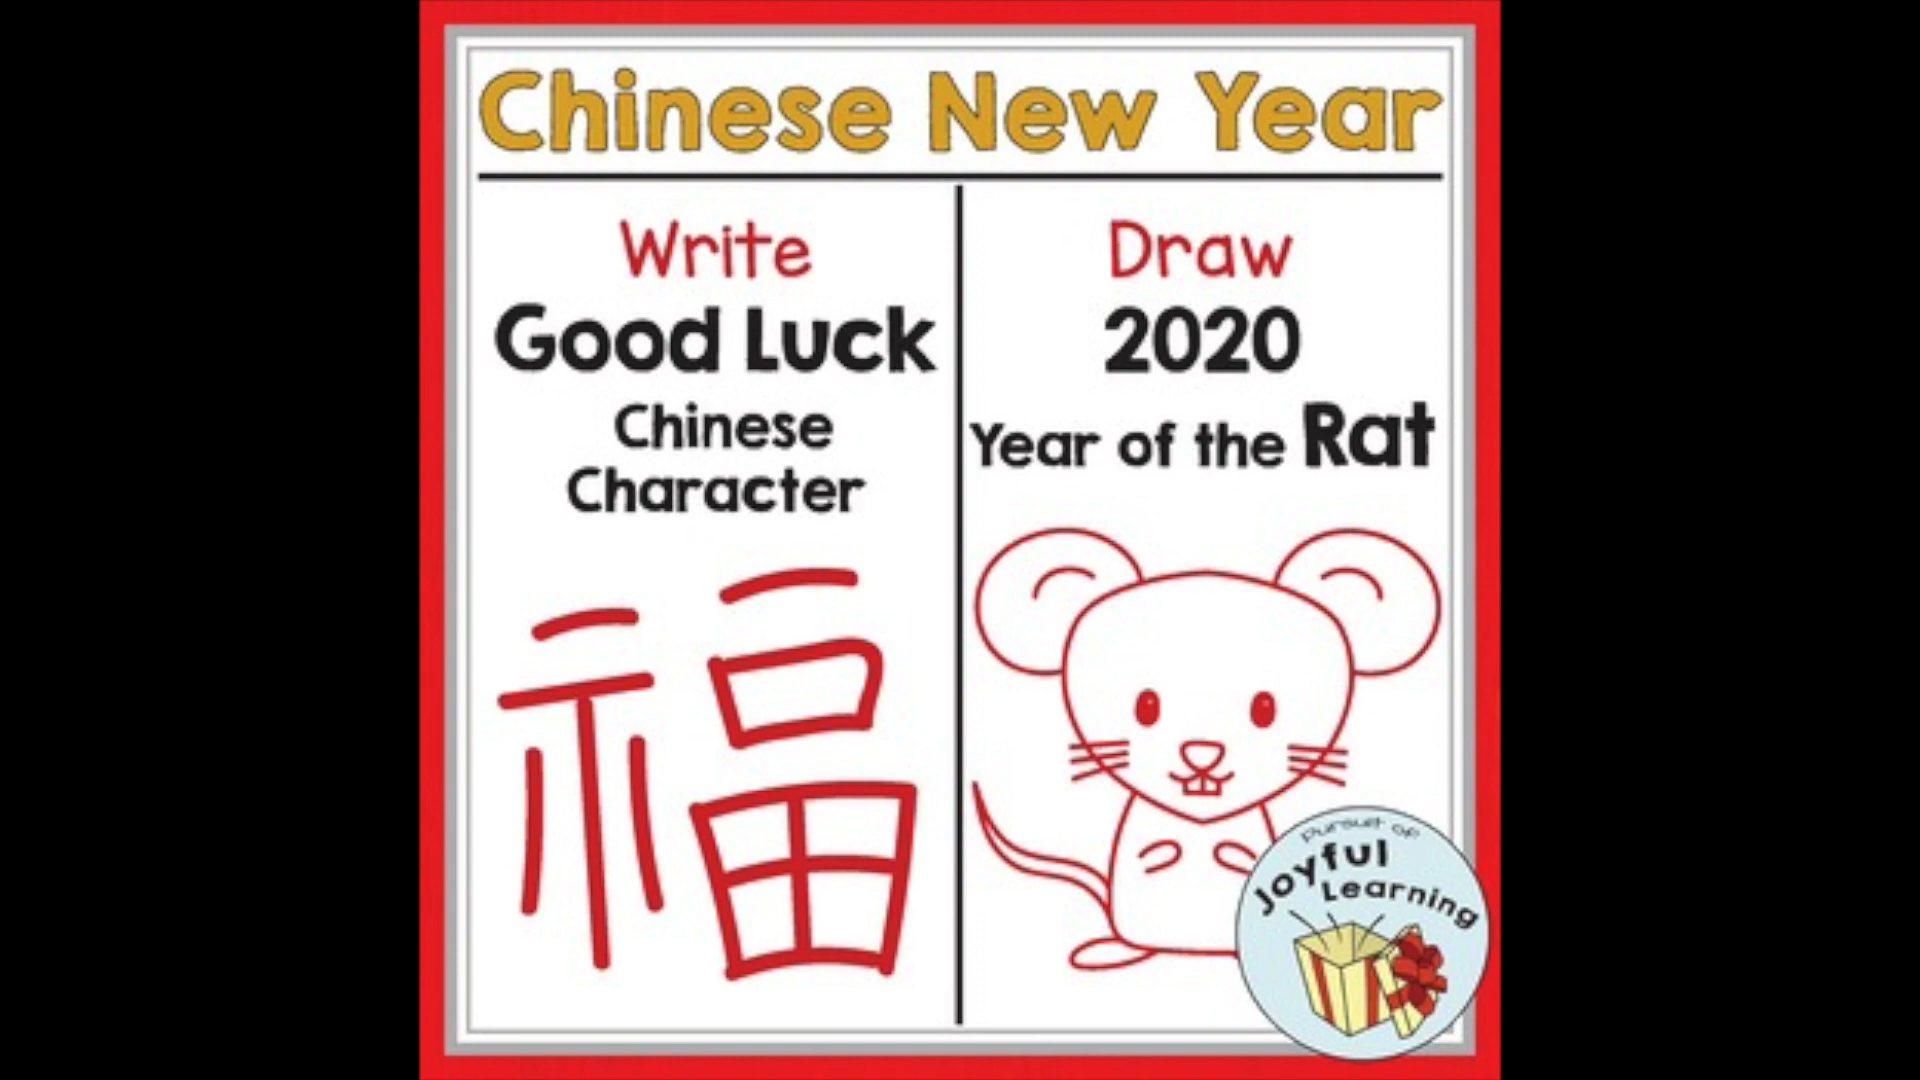 Chinese New Year
Write
Good Luck
Chinese
Character
福
Draw
2020
Year of the Rat
Pursuit of
Joyful
Learning